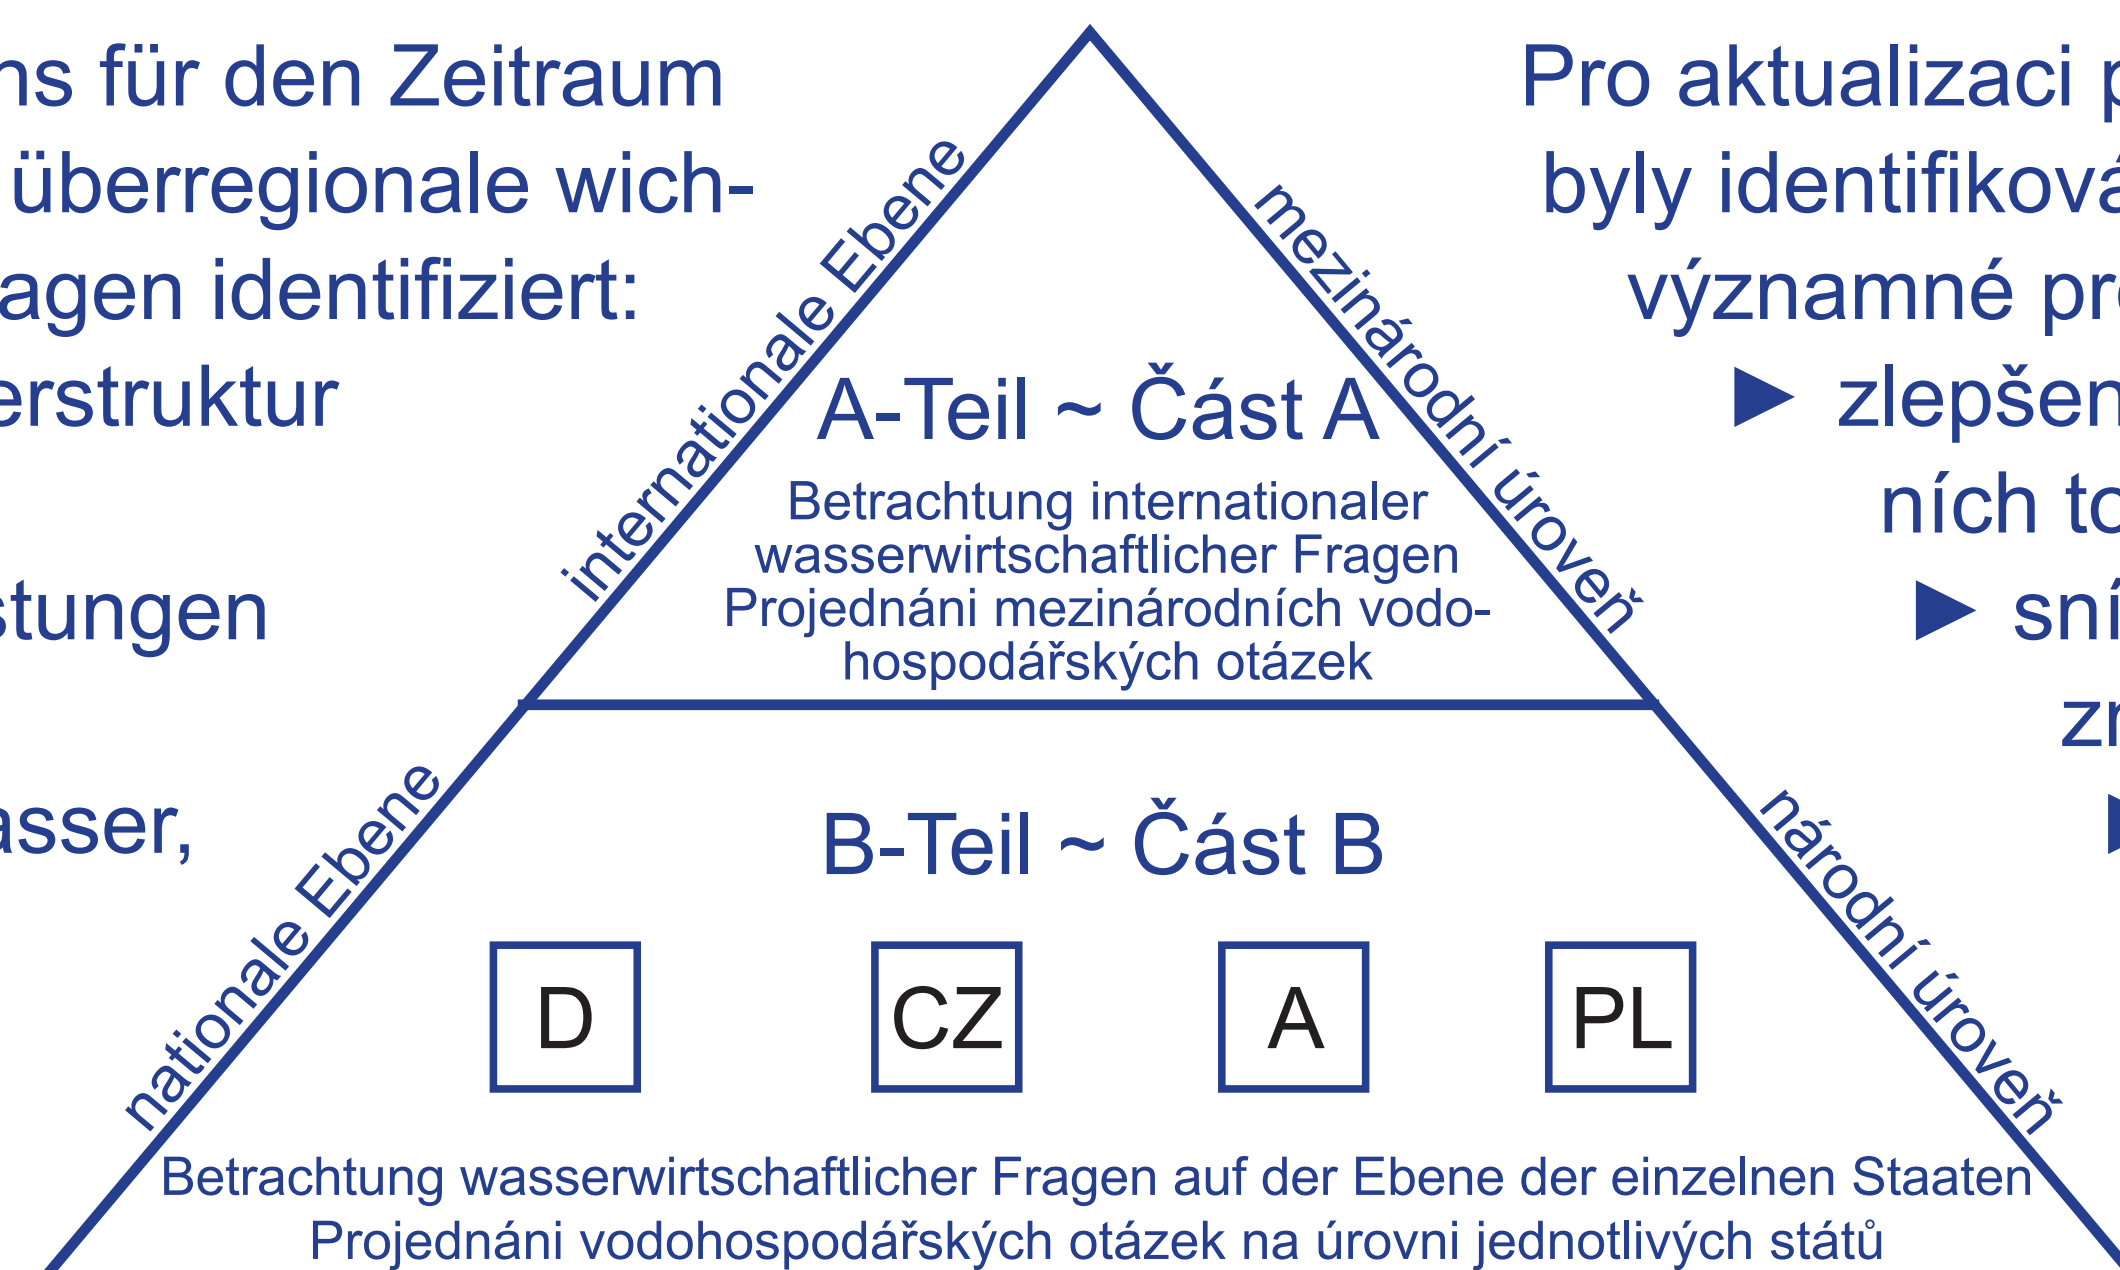 ns für den Zeitraum
überregionale wich-
agen identifiziert:
erstruktur
stungen
asser,
internationale Ebene
mezinárodní úroveň
A-Teil ~ Část A
Betrachtung internationaler
wasserwirtschaftlicher Fragen
Projednáni mezinárodních vodo-
hospodářských otázek
nationale Ebene
národní úroveň
B-Teil ~ Část B
D CZ A PL
Betrachtung wasserwirtschaftlicher Fragen auf der Ebene der einzelnen Staaten
Projednáni vodohospodářských otázek na úrovni jednotlivých států
Pro aktualizaci p
byly identifiková
významné pro
► zlepšen
ních to
► sní
zn
►